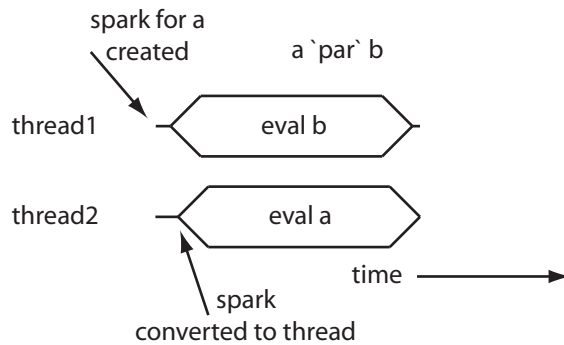 spark for a
created
a `par` b
thread1
eval b
thread2
eval a
time
spark
converted to thread